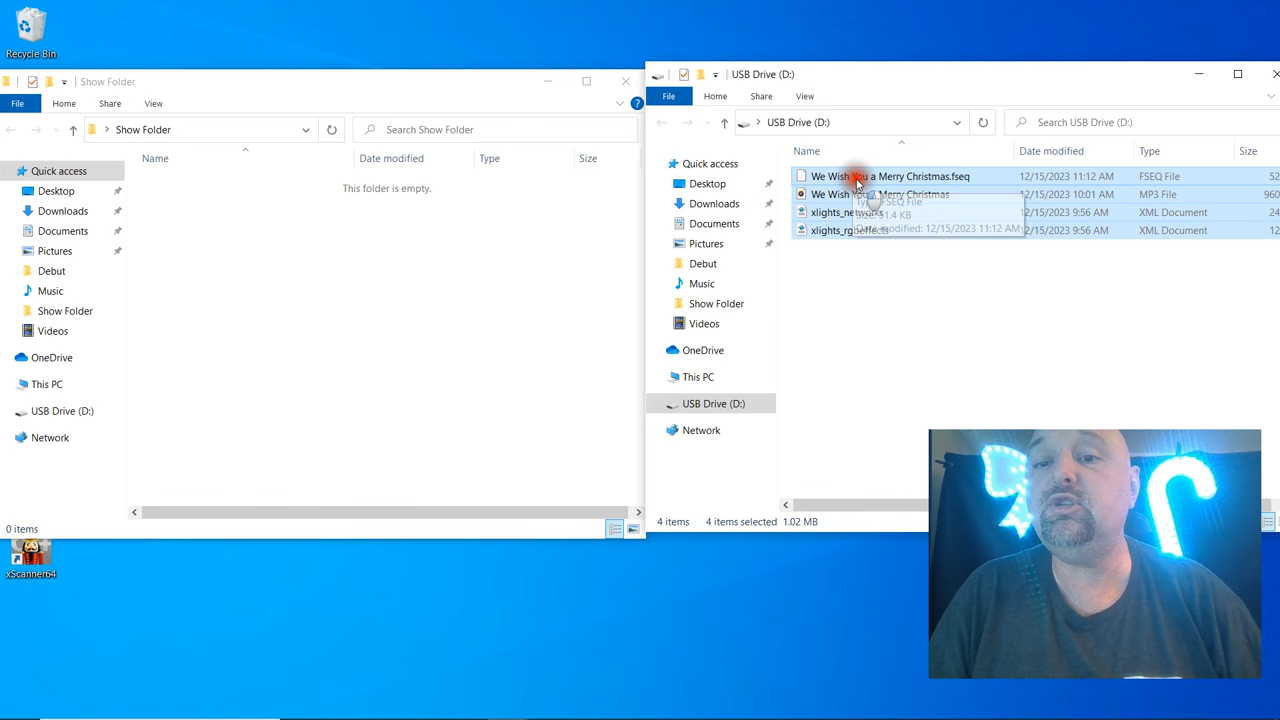 Recycle Bin
Show Folder
File
Home
Share
View
Show Folder
Search Show Folder
Name
Date modified
Type
Size
This folder is empty.
Quick access
Desktop
Downloads
Documents
Pictures
Debut
Music
Show Folder
Videos
OneDrive
This PC
USB Drive (D:)
Network
0 items
xScanner64
USB Drive (D:)
File
Home
Share
View
USB Drive (D:)
Search USB Drive (D:)
Name
Date modified
Type
Size
We Wish You a Merry Christmas.fseq 12/15/2023 11:12 AM FSEQ File 52
We Wish You a Merry Christmas 12/15/2023 10:01 AM MP3 File 960
xlights_networks 12/15/2023 9:56 AM XML Document 24
xlights_rgbeffects 12/15/2023 9:56 AM XML Document 12
Type: FSEQ File
51.4 KB
Date modified: 12/15/2023 11:12 AM
Quick access
Desktop
Downloads
Documents
Pictures
Debut
Music
Show Folder
Videos
OneDrive
This PC
USB Drive (D:)
Network
4 items
4 items selected 1.02 MB